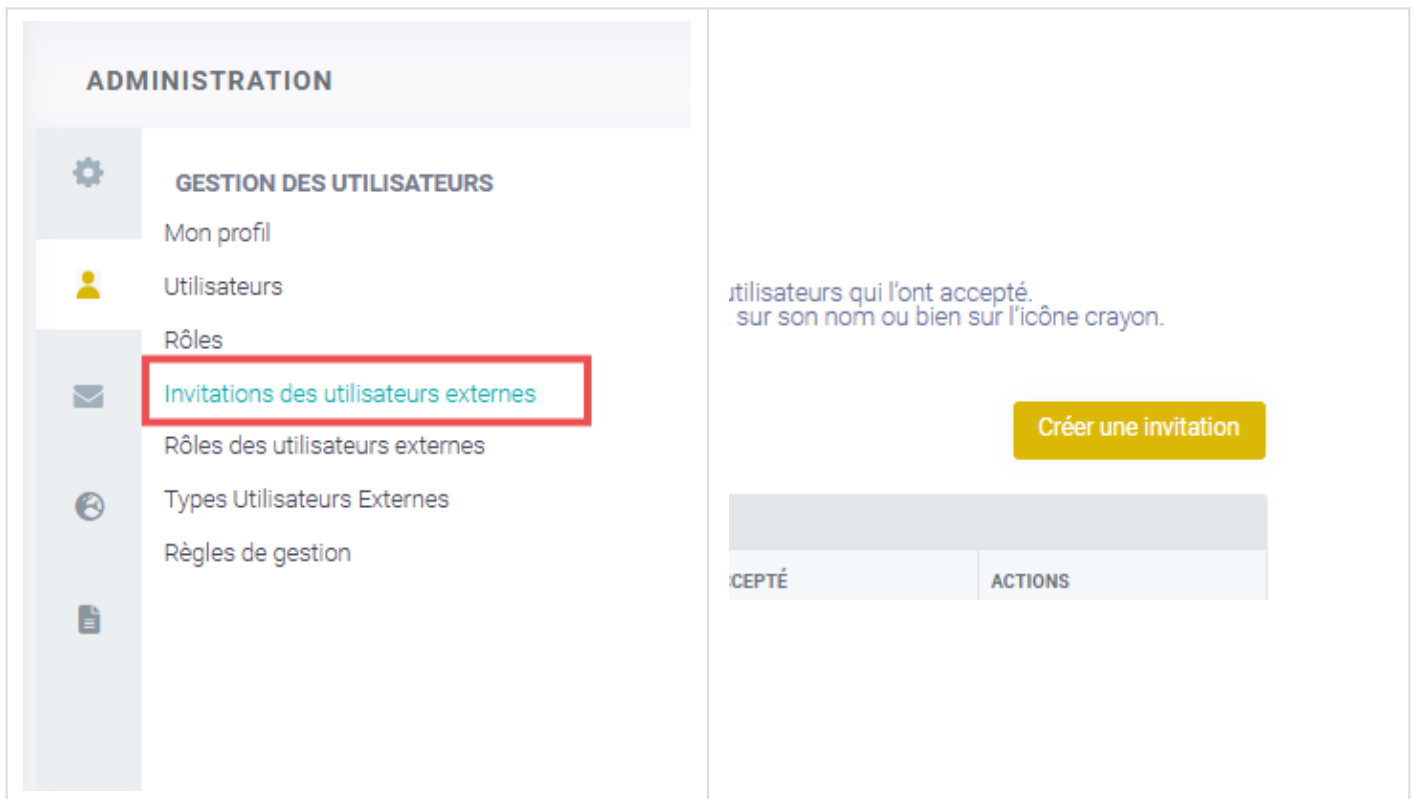 ADMINISTRATION
GESTION DES UTILISATEURS
Mon profil
Utilisateurs
Rôles
Invitations des utilisateurs externes
Rôles des utilisateurs externes
Types Utilisateurs Externes
Règles de gestion
utilisateurs qui l'ont accepté.
sur son nom ou bien sur l'icône crayon.
Créer une invitation
CCEPTÉ
ACTIONS